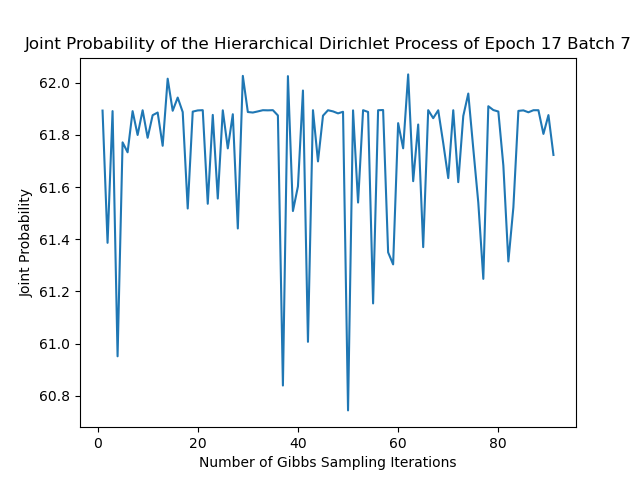 Joint Probability of the Hierarchical Dirichlet Process of Epoch 17 Batch 7
62.0
61.8
61.6
61.4
61.2
61.0
60.8
Joint Probability
0 20 40 60 80
Number of Gibbs Sampling Iterations